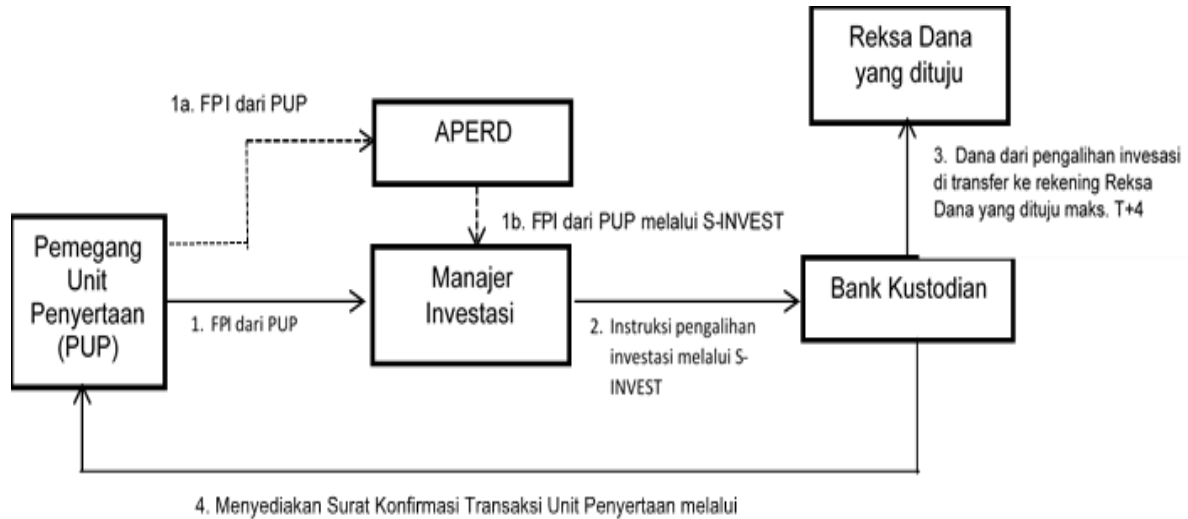 Reksa Dana
yang dituju
1a. FPI dari PUP
APERD
3. Dana dari pengalihan invesasi
di transfer ke rekening Reksa
Dana yang dituju maks. T+4
1b. FPI dari PUP melalui S-INVEST
Pemegang
Unit
Penyertaan
(PUP)
Manajer
Investasi
Bank Kustodian
1. FPI dari PUP
2. Instruksi pengalihan
investasi melalui S-
INVEST
4. Menyediakan Surat Konfirmasi Transaksi Unit Penyertaan melalui